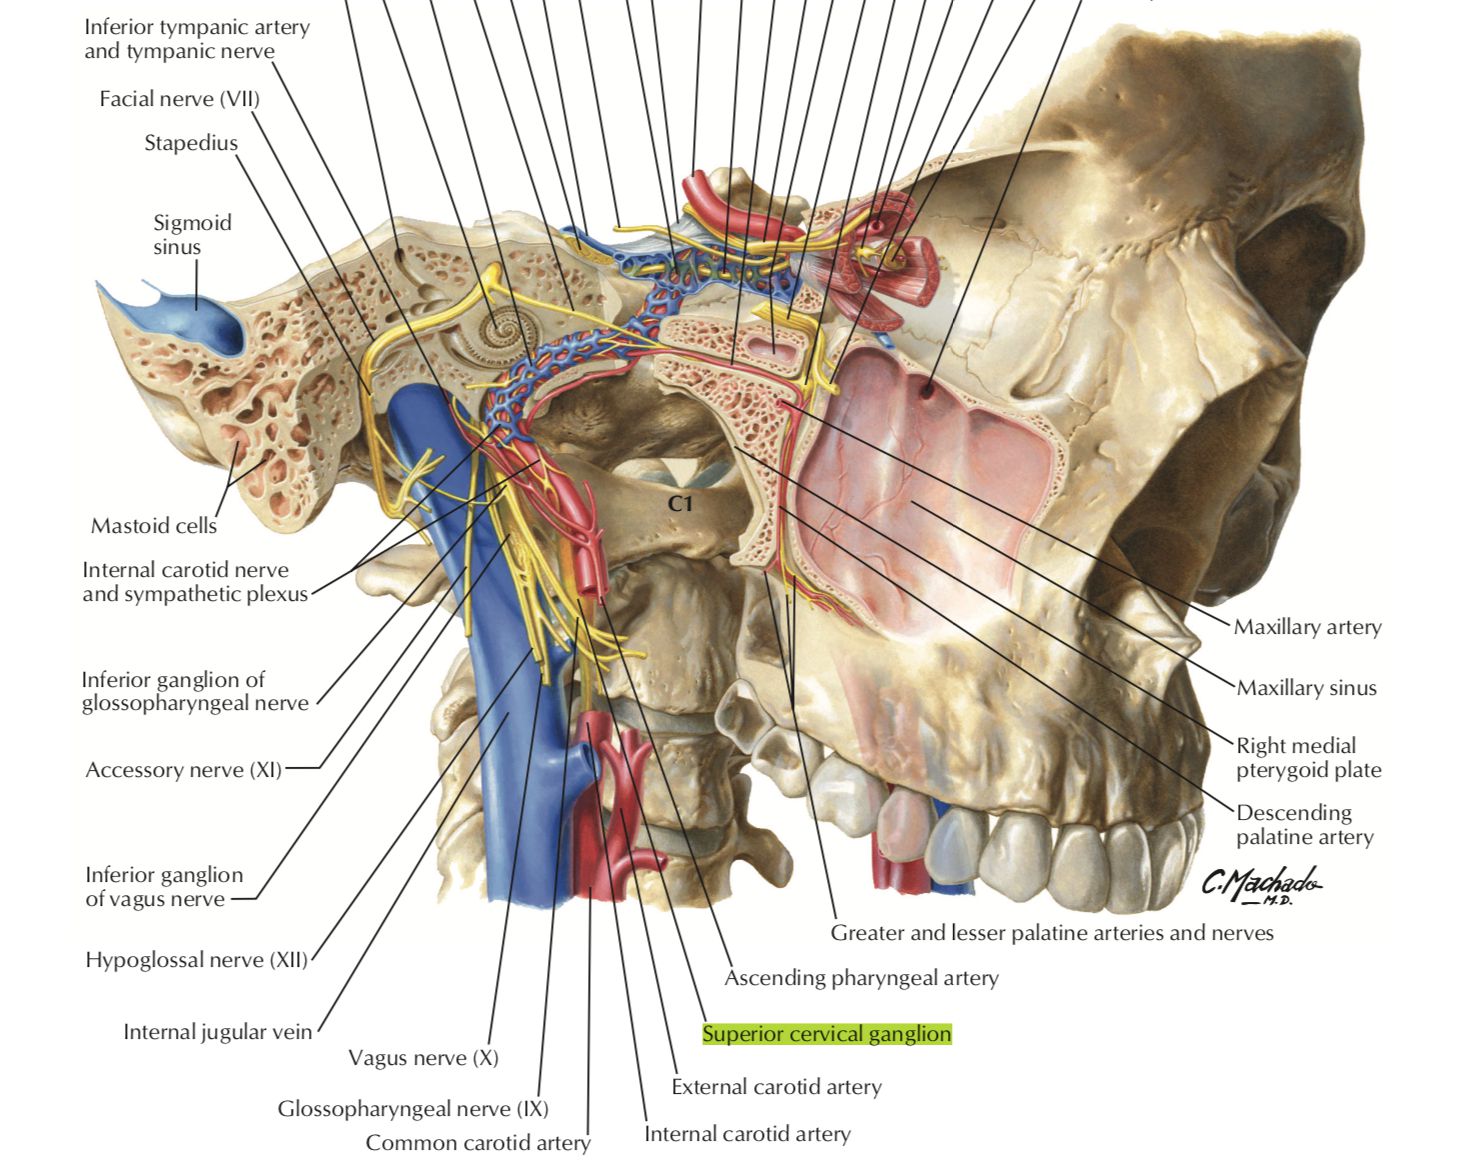 Inferior tympanic artery
and tympanic nerve
Facial nerve (VII)
Stapedius
Sigmoid
sinus
Mastoid cells
Internal carotid nerve
and sympathetic plexus
Inferior ganglion of
glossopharyngeal nerve
Accessory nerve (XI)
Inferior ganglion
of vagus nerve
Hypoglossal nerve (XII)
Internal jugular vein
Vagus nerve (X)
Glossopharyngeal nerve (IX)
Common carotid artery
C1
Maxillary artery
Maxillary sinus
Right medial
pterygoid plate
Descending
palatine artery
C. Machado
M.D.
Greater and lesser palatine arteries and nerves
Ascending pharyngeal artery
Superior cervical ganglion
External carotid artery
Internal carotid artery